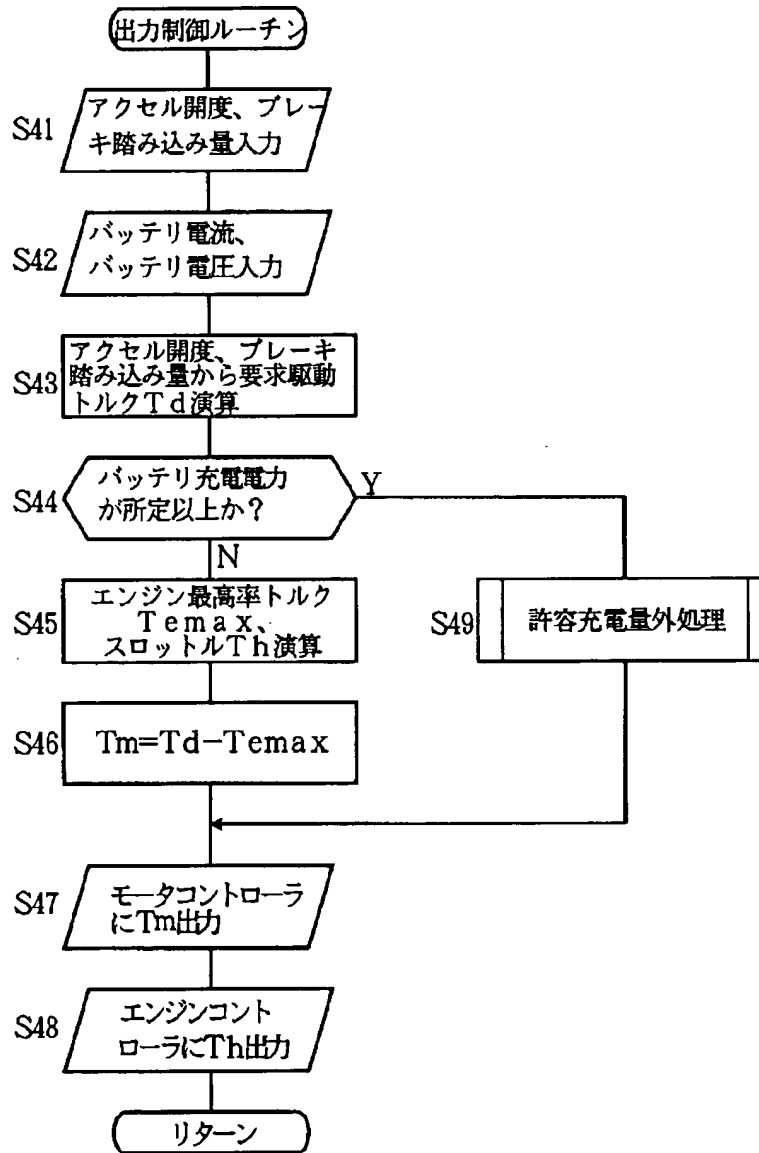 出力制御ルーチン
S41
アクセル開度、ブレー
キ踏み込み量入力
S42
バッテリ電流、
バッテリ電圧入力
S43
アクセル開度、ブレーキ
踏み込み量から要求駆動
トルクTd演算
S44
バッテリ充電電力
が所定以上か?
Y
N
S45
エンジン最高率トルク
Temax、
スロットルTh演算
S49
許容充電量外処理
S46
Tm=Td−Temax
S47
モータコントローラ
にTm出力
S48
エンジンコント
ローラにTh出力
リターン